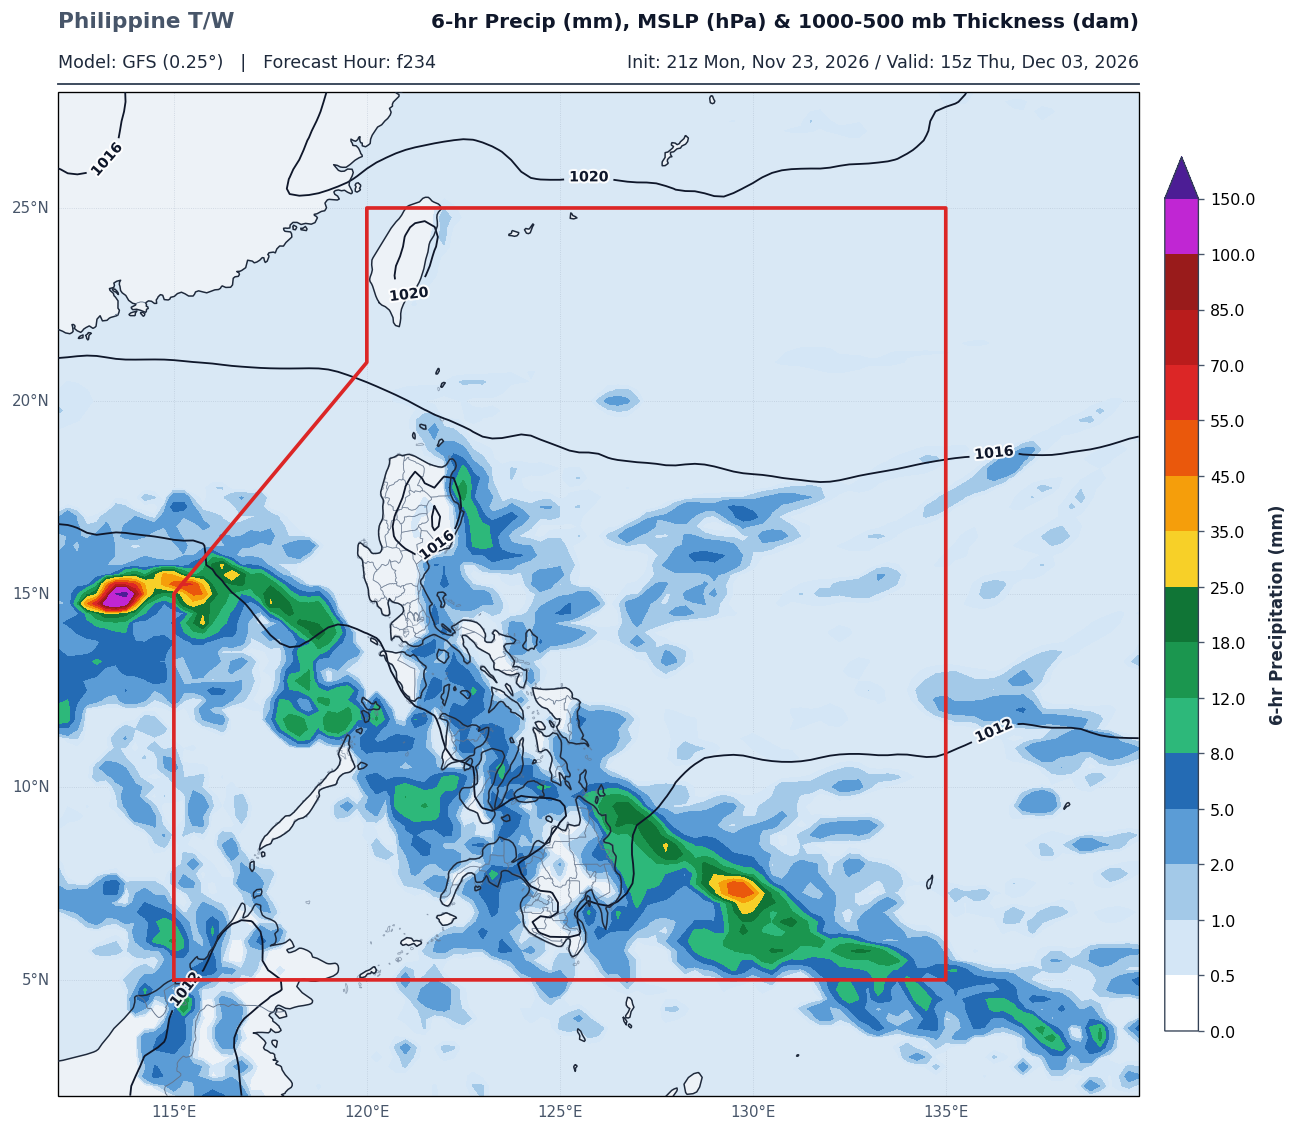 Philippine T/W
6-hr Precip (mm), MSLP (hPa) & 1000-500 mb Thickness (dam)
Model: GFS (0.25°) | Forecast Hour: f234
Init: 21z Mon, Nov 23, 2026 / Valid: 15z Thu, Dec 03, 2026
1016
1020
25°N
1020
20°N
1016
1016
15°N
1012
10°N
1012
5°N
115°E
120°E
125°E
130°E
135°E
150.0
100.0
85.0
70.0
55.0
45.0
35.0
25.0
18.0
12.0
8.0
5.0
2.0
1.0
0.5
0.0
6-hr Precipitation (mm)